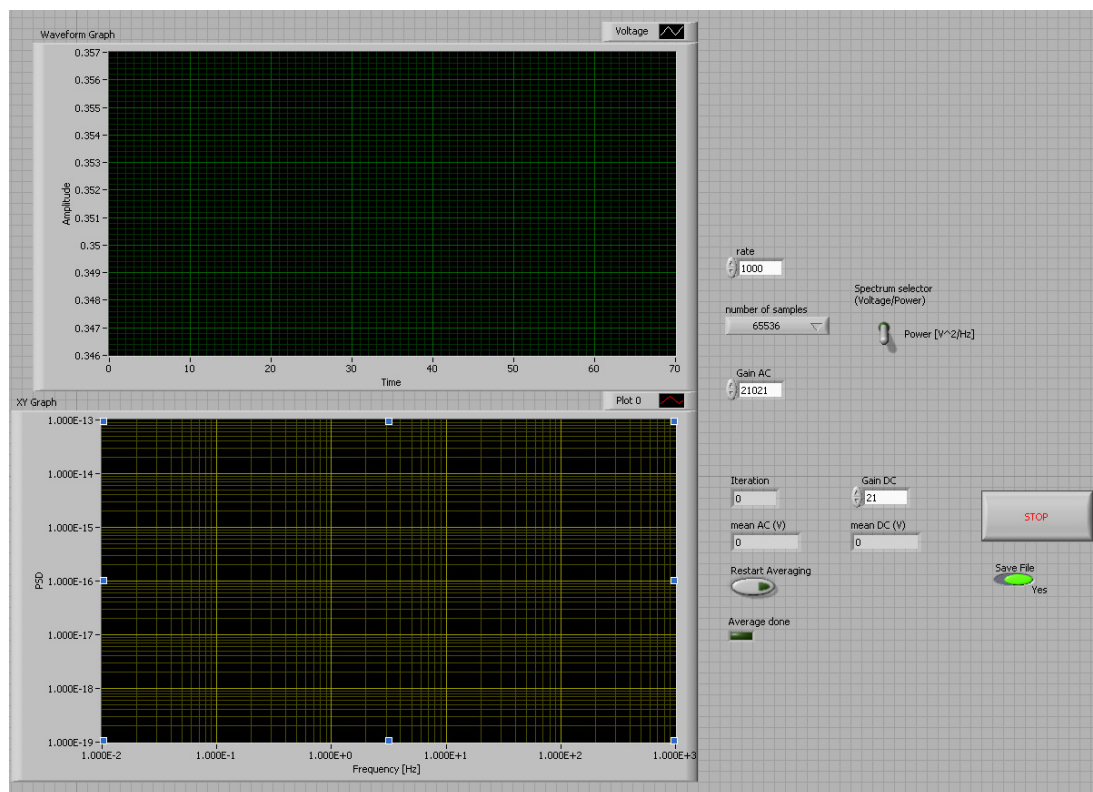 Waveform Graph
Voltage
0.357
0.356
0.355
0.354
0.353
0.352
0.351
0.35
0.349
0.348
0.347
0.346
Amplitude
0 10 20 30 40 50 60 70
Time
XY Graph
Plot 0
1.000E-13
1.000E-14
1.000E-15
1.000E-16
1.000E-17
1.000E-18
1.000E-19
PSD
1.000E-2 1.000E-1 1.000E+0 1.000E+1 1.000E+2 1.000E+3
Frequency [Hz]
rate
1000
number of samples
65536
Spectrum selector
(Voltage/Power)
Power [V^2/Hz]
Gain AC
21021
Iteration
0
Gain DC
21
mean AC (V)
0
mean DC (V)
0
STOP
Restart Averaging
Save File
Yes
Average done